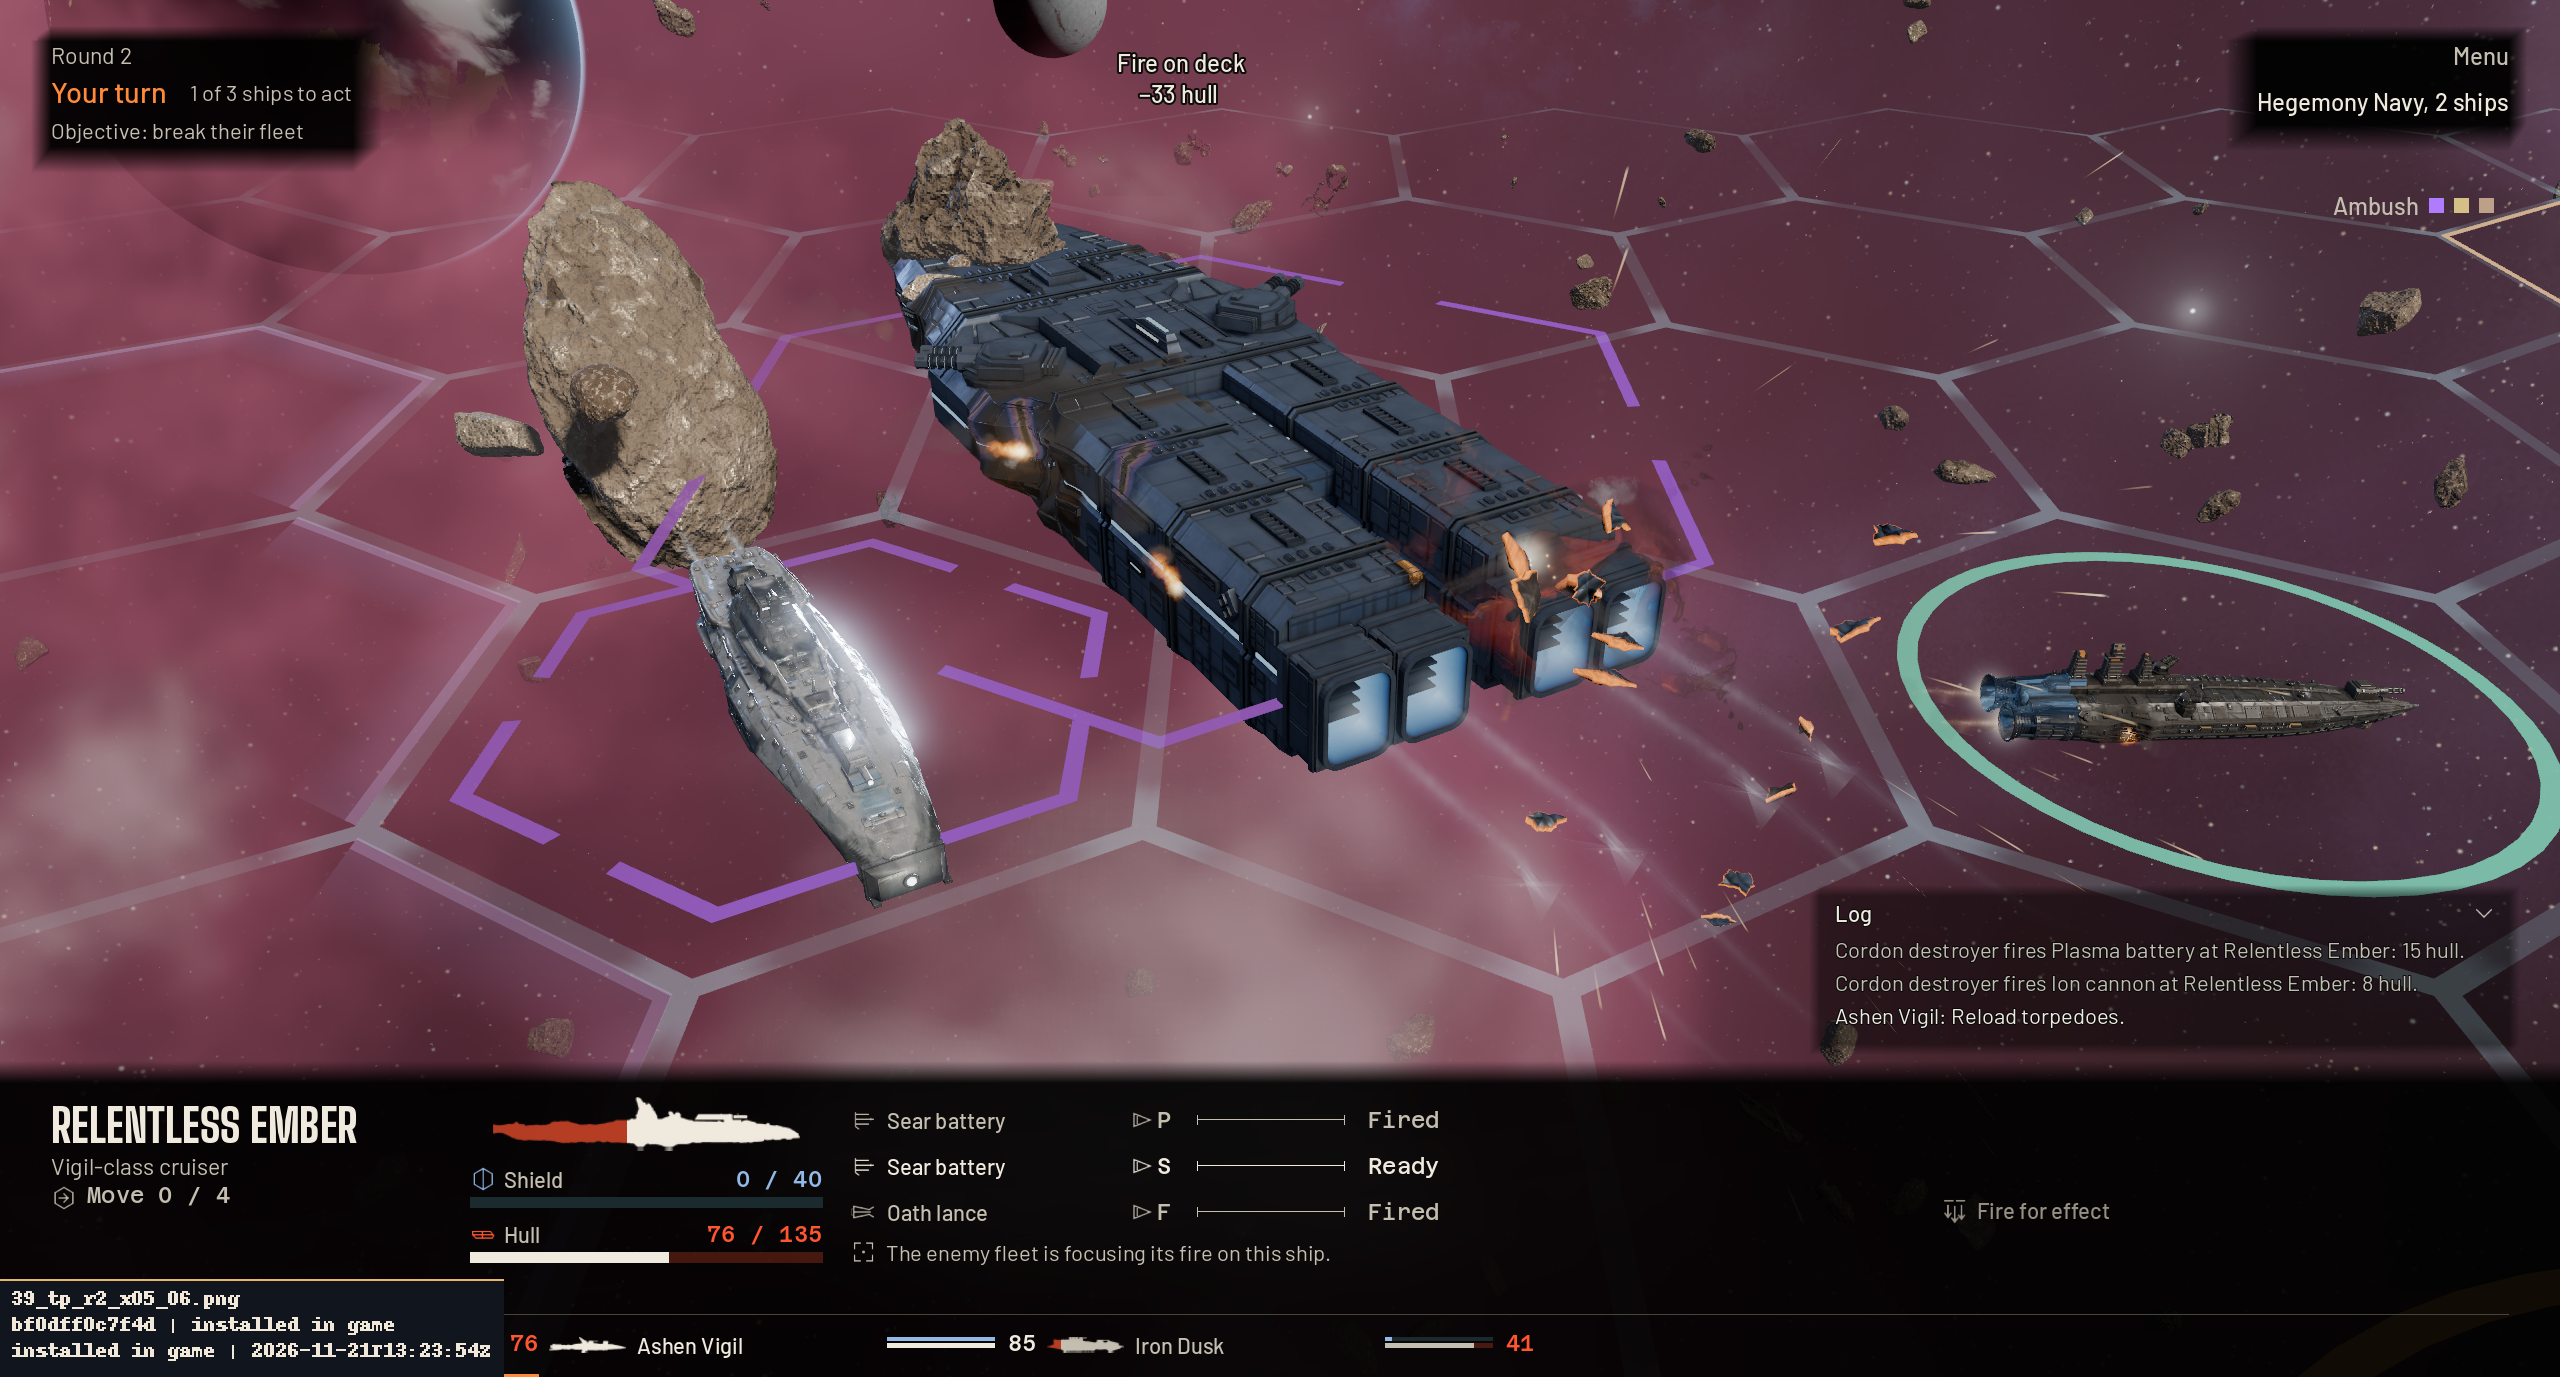 Round 2
Your turn 1 of 3 ships to act
Objective: break their fleet
Fire on deck
−33 hull
Menu
Hegemony Navy, 2 ships
Ambush
Log
Cordon destroyer fires Plasma battery at Relentless Ember: 15 hull.
Cordon destroyer fires Ion cannon at Relentless Ember: 8 hull.
Ashen Vigil: Reload torpedoes.
RELENTLESS EMBER
Vigil-class cruiser
Move 0 / 4
Shield 0 / 40
Hull 76 / 135
Sear battery P Fired
Sear battery S Ready
Oath lance F Fired
The enemy fleet is focusing its fire on this ship.
Fire for effect
39_tp_r2_x05_06.png
bf0dff0c7f4d | installed in game
installed in game | 2026-11-21r13:23:54z
76 Ashen Vigil 85 Iron Dusk 41